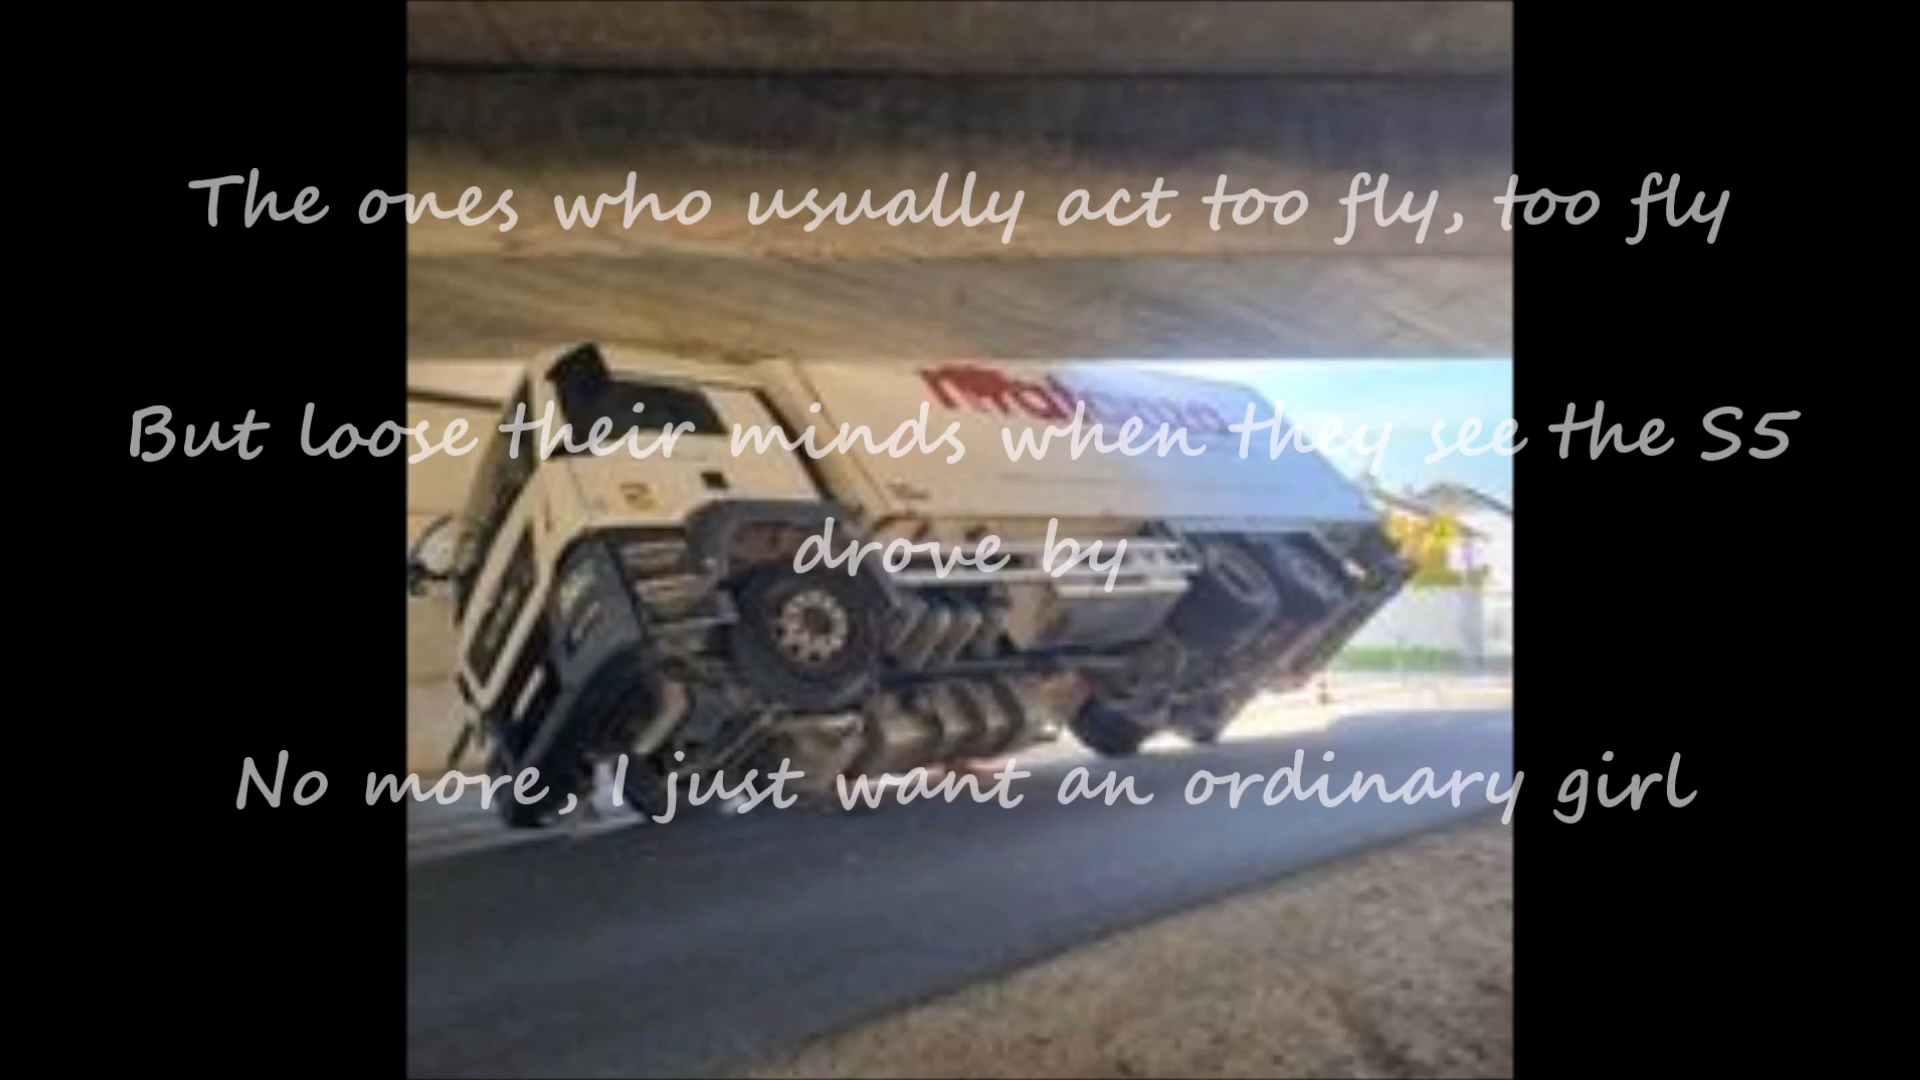 The ones who usually act too fly, too fly
But loose their minds when they see the S5
drove by
No more, I just want an ordinary girl